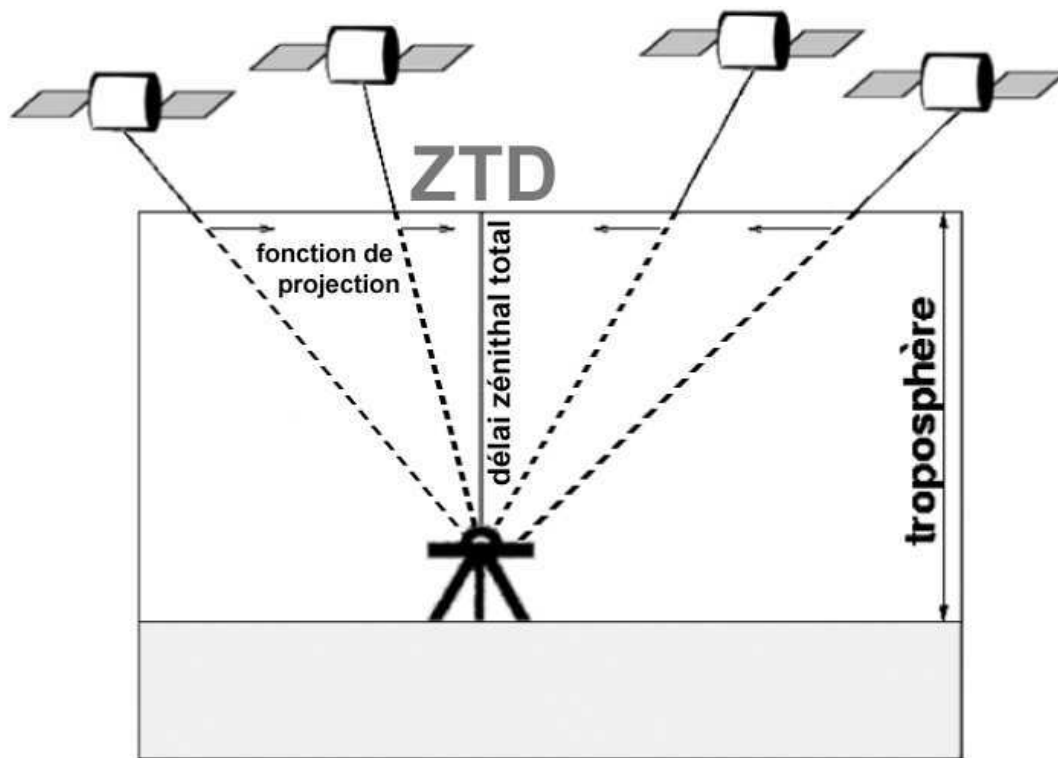 ZTD
fonction de
projection
délai zénithal total
troposphère